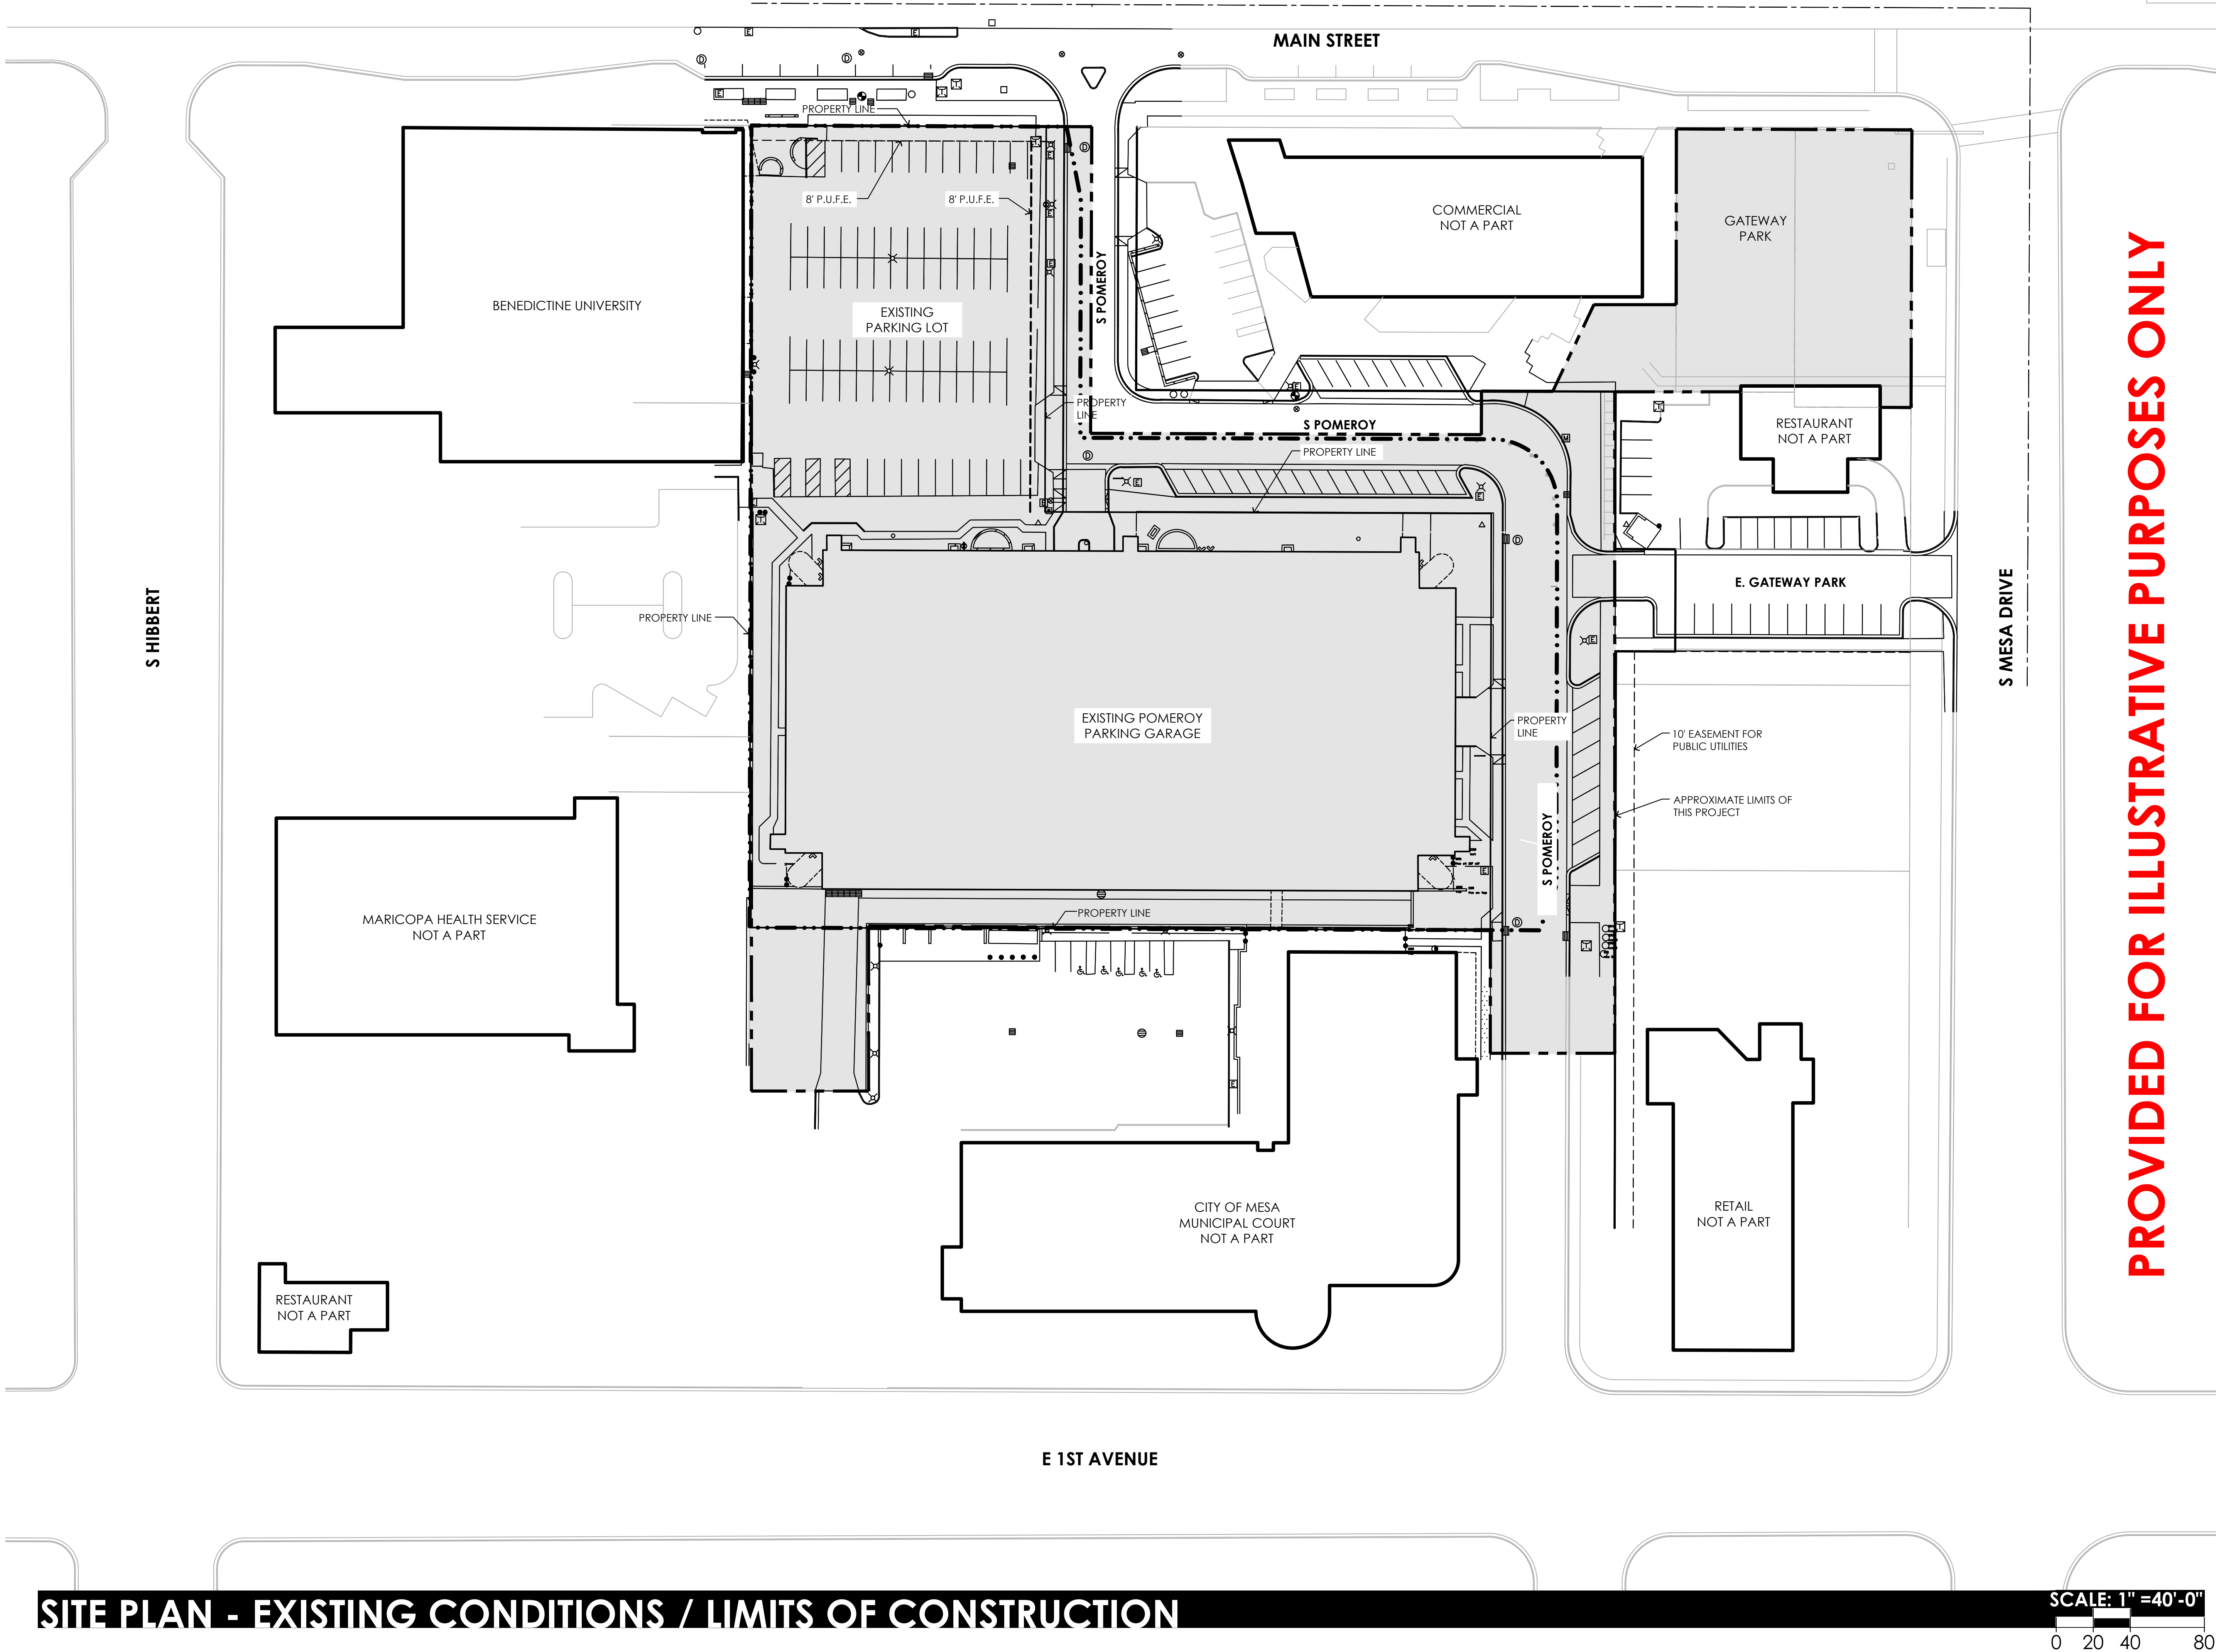 MAIN STREET
PROPERTY LINE
8' P.U.F.E.
8' P.U.F.E.
S POMEROY
COMMERCIAL
NOT A PART
GATEWAY
PARK
BENEDICTINE UNIVERSITY
EXISTING
PARKING LOT
PROPERTY
LINE
S POMEROY
PROPERTY LINE
RESTAURANT
NOT A PART
E. GATEWAY PARK
S HIBBERT
S MESA DRIVE
PROPERTY LINE
EXISTING POMEROY
PARKING GARAGE
PROPERTY
LINE
10' EASEMENT FOR
PUBLIC UTILITIES
APPROXIMATE LIMITS OF
THIS PROJECT
S POMEROY
PROPERTY LINE
MARICOPA HEALTH SERVICE
NOT A PART
CITY OF MESA
MUNICIPAL COURT
NOT A PART
RETAIL
NOT A PART
RESTAURANT
NOT A PART
E 1ST AVENUE
PROVIDED FOR ILLUSTRATIVE PURPOSES ONLY
SITE PLAN - EXISTING CONDITIONS / LIMITS OF CONSTRUCTION
SCALE: 1" =40'-0"
0 20 40 80